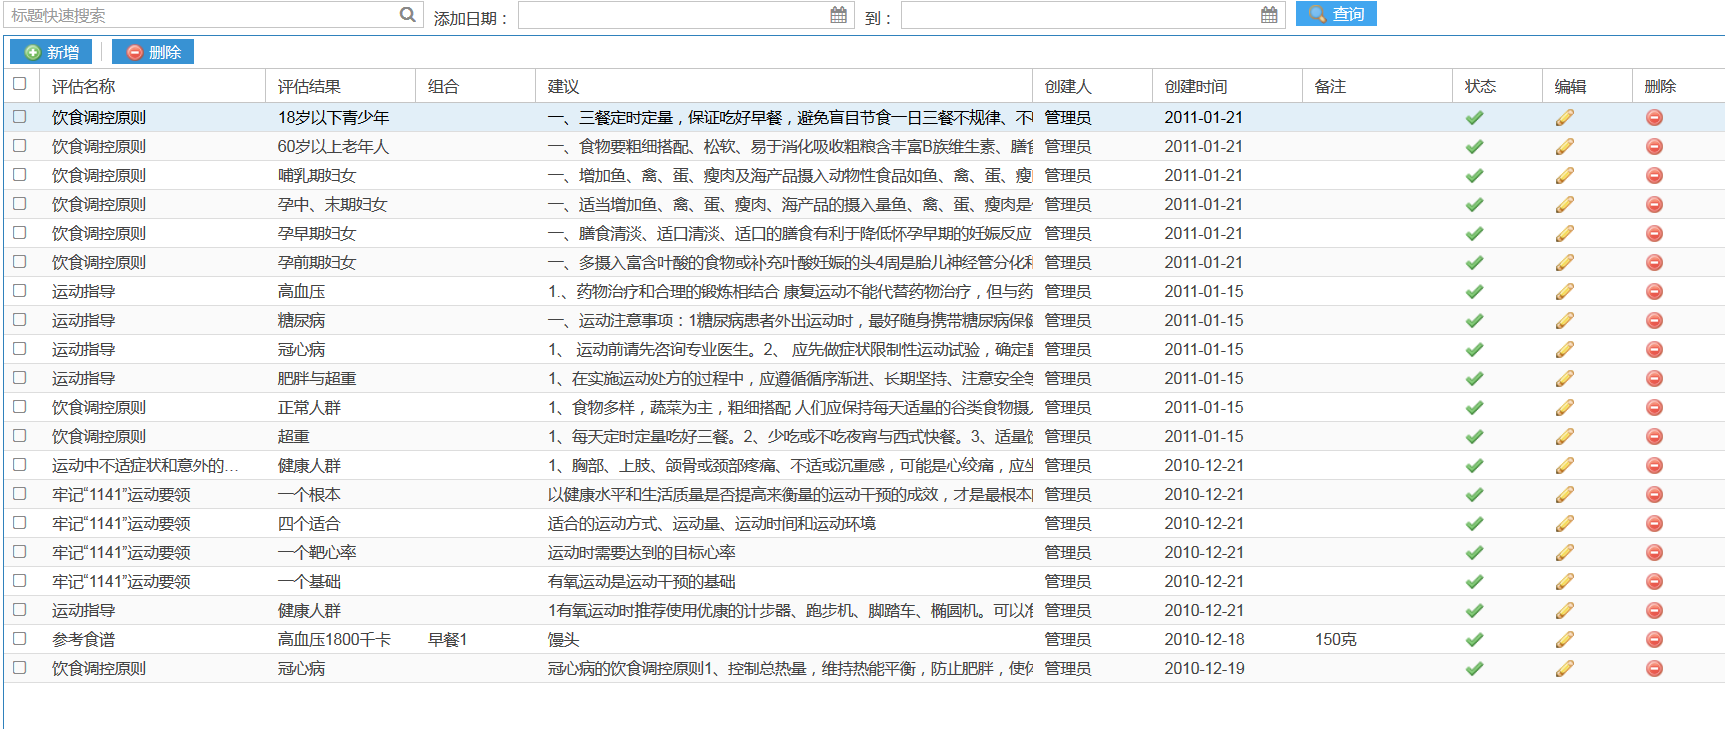 标题快速搜索 添加日期： 到： 查询
新增 删除
评估名称 评估结果 组合 建议 创建人 创建时间 备注 状态 编辑 删除
饮食调控原则 18岁以下青少年 一、三餐定时定量，保证吃好早餐，避免盲目节食一日三餐不规律、不 管理员 2011-01-21
饮食调控原则 60岁以上老年人 一、食物要粗细搭配、松软、易于消化吸收粗粮含丰富B族维生素、膳食 管理员 2011-01-21
饮食调控原则 哺乳期妇女 一、增加鱼、禽、蛋、瘦肉及海产品摄入动物性食品如鱼、禽、蛋、瘦 管理员 2011-01-21
饮食调控原则 孕中、末期妇女 一、适当增加鱼、禽、蛋、瘦肉、海产品的摄入量鱼、禽、蛋、瘦肉是 管理员 2011-01-21
饮食调控原则 孕早期妇女 一、膳食清淡、适口清淡、适口的膳食有利于降低怀孕早期的妊娠反应 管理员 2011-01-21
饮食调控原则 孕前期妇女 一、多摄入富含叶酸的食物或补充叶酸妊娠的头4周是胎儿神经管分化和 管理员 2011-01-21
运动指导 高血压 1.、药物治疗和合理的锻炼相结合 康复运动不能代替药物治疗，但与药 管理员 2011-01-15
运动指导 糖尿病 一、运动注意事项：1糖尿病患者外出运动时，最好随身携带糖尿病保健 管理员 2011-01-15
运动指导 冠心病 1、 运动前请先咨询专业医生。2、 应先做症状限制性运动试验，确定最 管理员 2011-01-15
运动指导 肥胖与超重 1、在实施运动处方的过程中，应遵循循序渐进、长期坚持、注意安全等 管理员 2011-01-15
饮食调控原则 正常人群 1、食物多样，蔬菜为主，粗细搭配 人们应保持每天适量的谷类食物摄入 管理员 2011-01-15
饮食调控原则 超重 1、每天定时定量吃好三餐。2、少吃或不吃夜宵与西式快餐。3、适量饮 管理员 2011-01-15
运动中不适症状和意外的… 健康人群 1、胸部、上肢、颌骨或颈部疼痛、不适或沉重感，可能是心绞痛，应坐 管理员 2010-12-21
牢记“1141”运动要领 一个根本 以健康水平和生活质量是否提高来衡量的运动干预的成效，才是最根本 管理员 2010-12-21
牢记“1141”运动要领 四个适合 适合的运动方式、运动量、运动时间和运动环境 管理员 2010-12-21
牢记“1141”运动要领 一个靶心率 运动时需要达到的目标心率 管理员 2010-12-21
牢记“1141”运动要领 一个基础 有氧运动是运动干预的基础 管理员 2010-12-21
运动指导 健康人群 1有氧运动时推荐使用优康的计步器、跑步机、脚踏车、椭圆机。可以准 管理员 2010-12-21
参考食谱 高血压1800千卡 早餐1 馒头 管理员 2010-12-18 150克
饮食调控原则 冠心病 冠心病的饮食调控原则1、控制总热量，维持热能平衡，防止肥胖，使体 管理员 2010-12-19